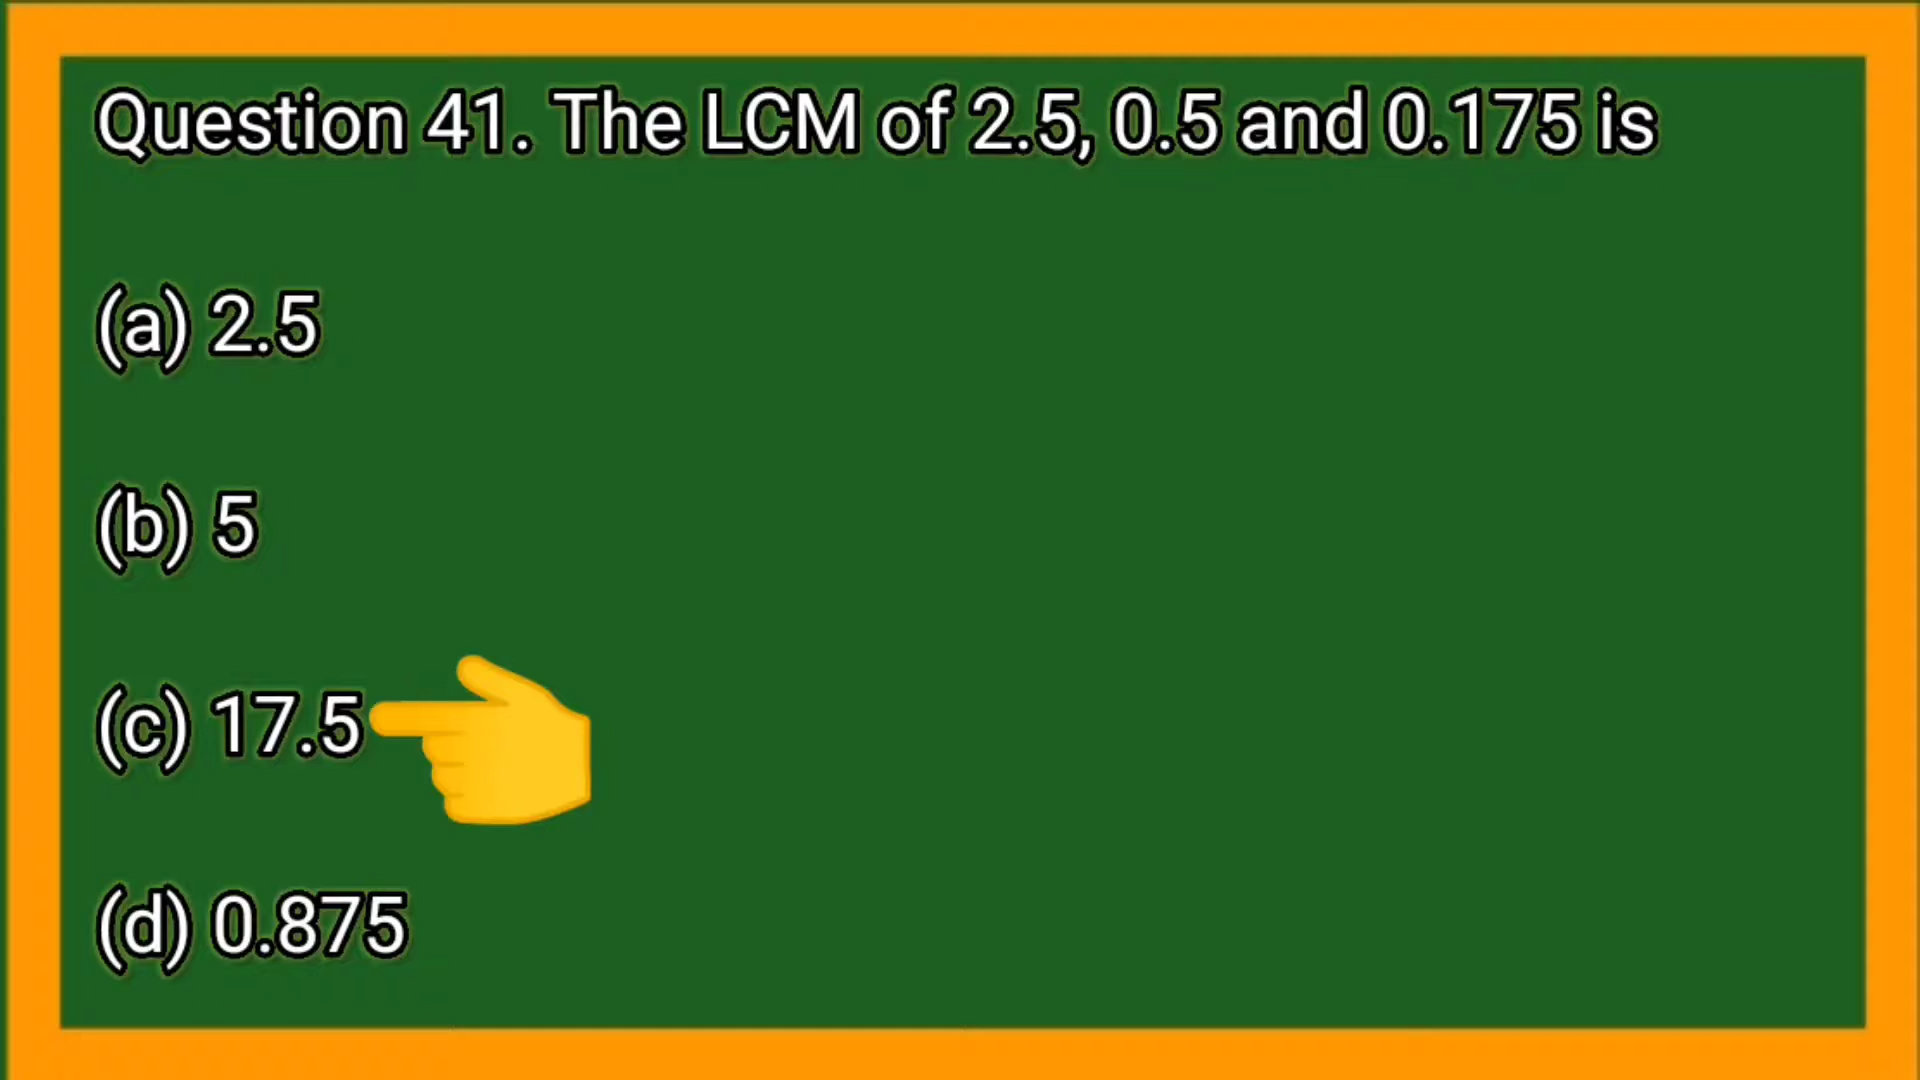 Question 41. The LCM of 2.5, 0.5 and 0.175 is
(a) 2.5
(b) 5
(c) 17.5
(d) 0.875